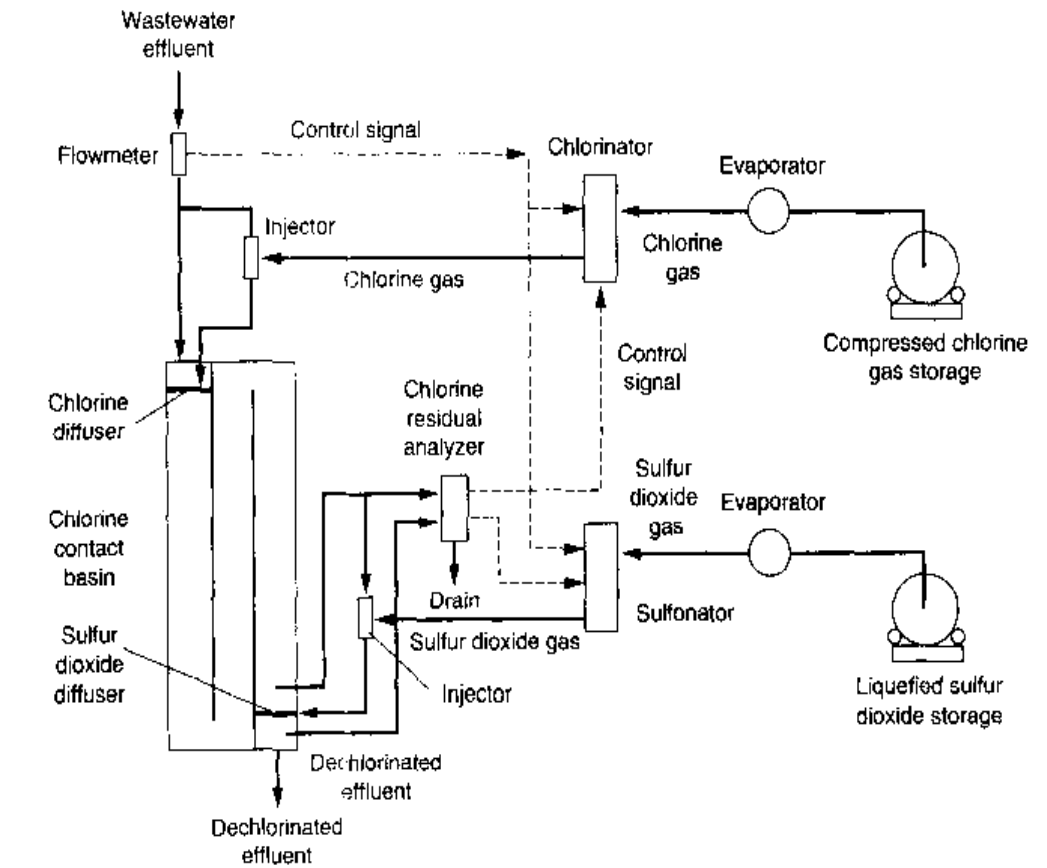 Wastewater
effluent
Control signal
Flowmeter
Chlorinator
Evaporator
Injector
Chlorine gas
Chlorine
gas
Compressed chlorine
gas storage
Control
signal
Chlorine
diffuser
Chlorine
residual
analyzer
Sulfur
dioxide
gas
Evaporator
Chlorine
contact
basin
Drain
Sulfonator
Sulfur dioxide gas
Sulfur
dioxide
diffuser
Injector
Liquefied sulfur
dioxide storage
Dechlorinated
effluent
Dechlorinated
effluent